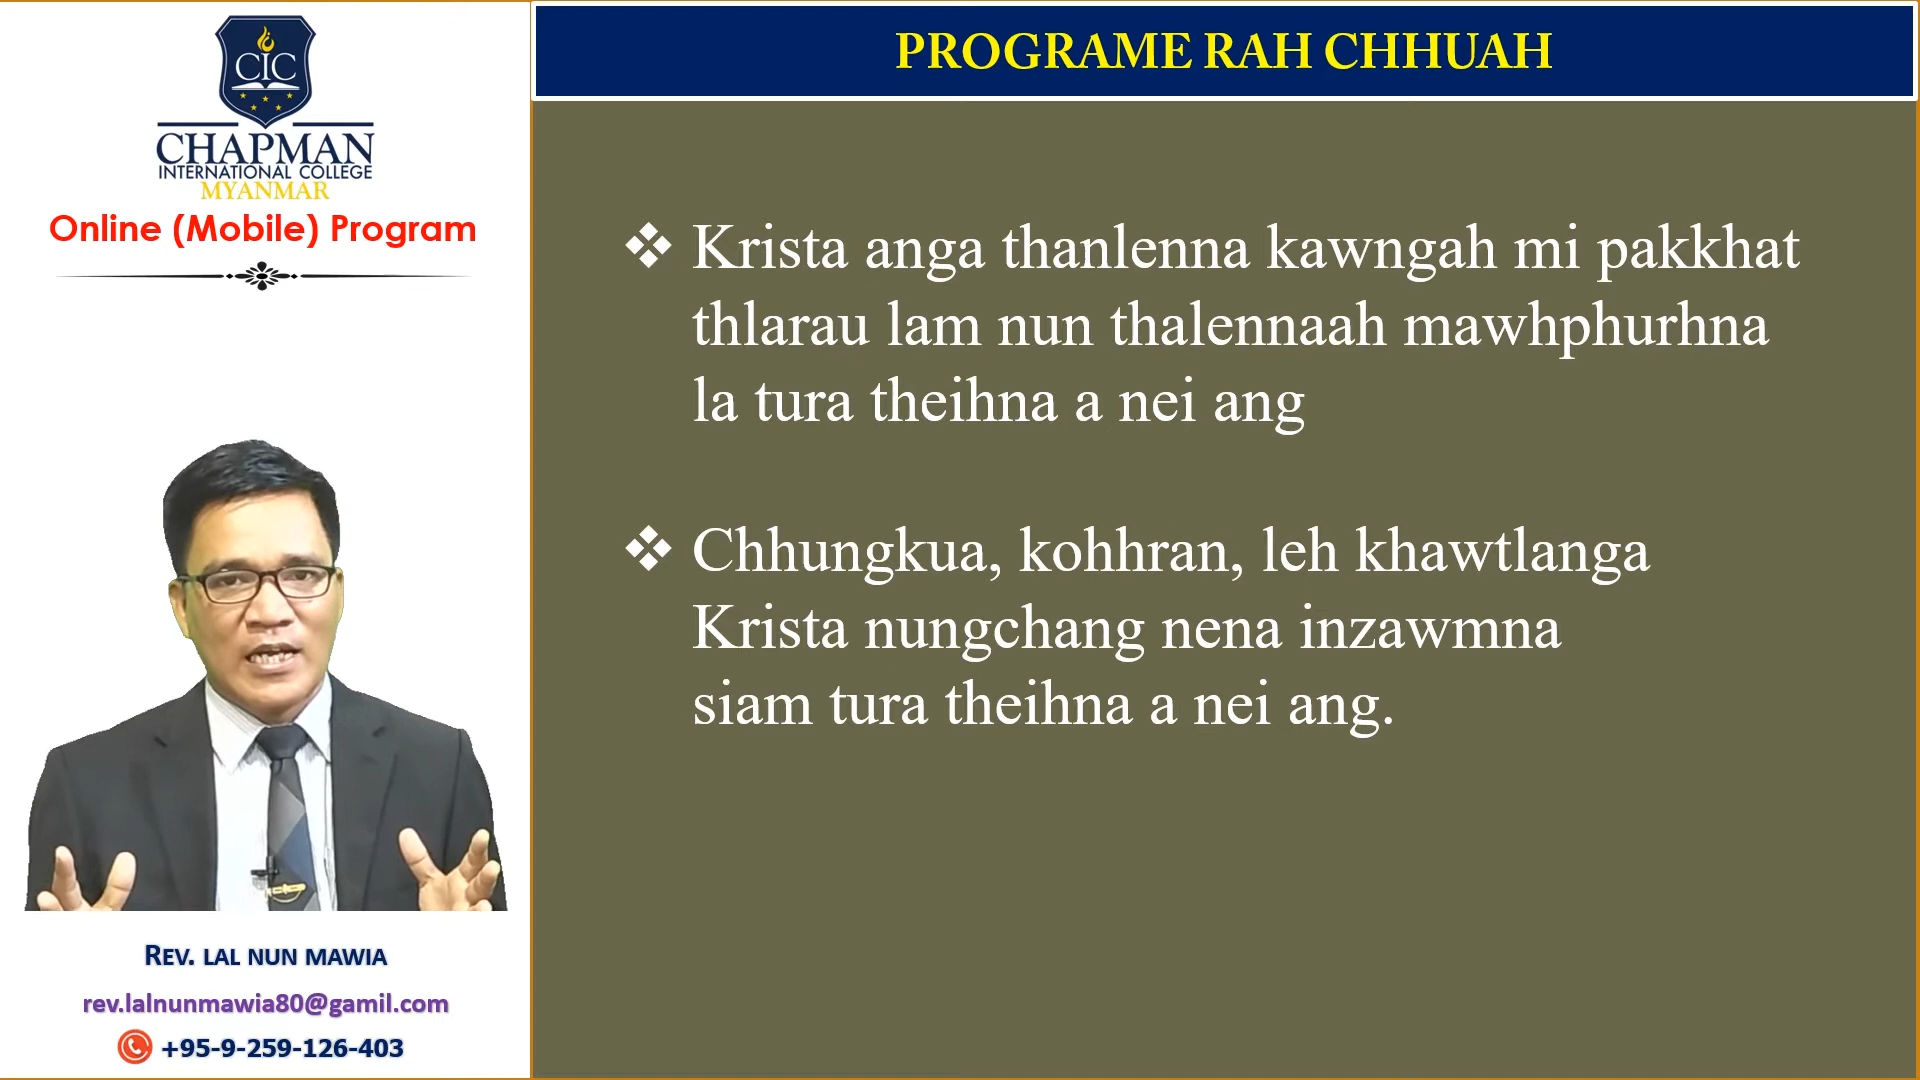 CIC
CHAPMAN
INTERNATIONAL COLLEGE
MYANMAR
Online (Mobile) Program
REV. LAL NUN MAWIA
rev.lalnunmawia80@gamil.com
+95-9-259-126-403
PROGRAME RAH CHHUAH
❖ Krista anga thanlenna kawngah mi pakkhat
thlarau lam nun thalennaah mawhphurhna
la tura theihna a nei ang
❖ Chhungkua, kohhran, leh khawtlanga
Krista nungchang nena inzawmna
siam tura theihna a nei ang.